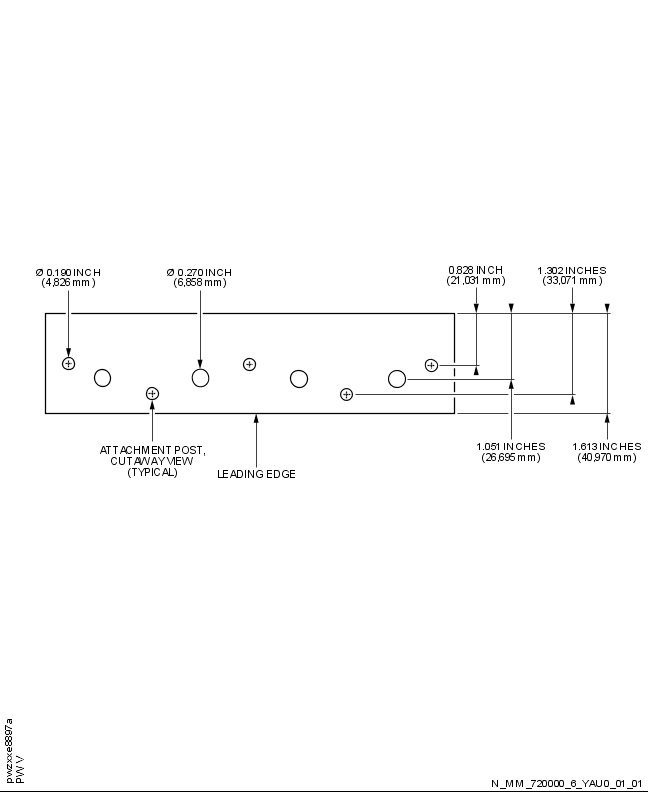 Ø 0.190 INCH
(4,826 mm)
Ø 0.270 INCH
(6,858 mm)
0.828 INCH
(21,031 mm)
1.302 INCHES
(33,071 mm)
ATTACHMENT POST,
CUTAWAY VIEW
(TYPICAL)
LEADING EDGE
1.051 INCHES
(26,695 mm)
1.613 INCHES
(40,970 mm)
pwzxxe8897a
PW V
N_MM_720000_6_YAU0_01_01